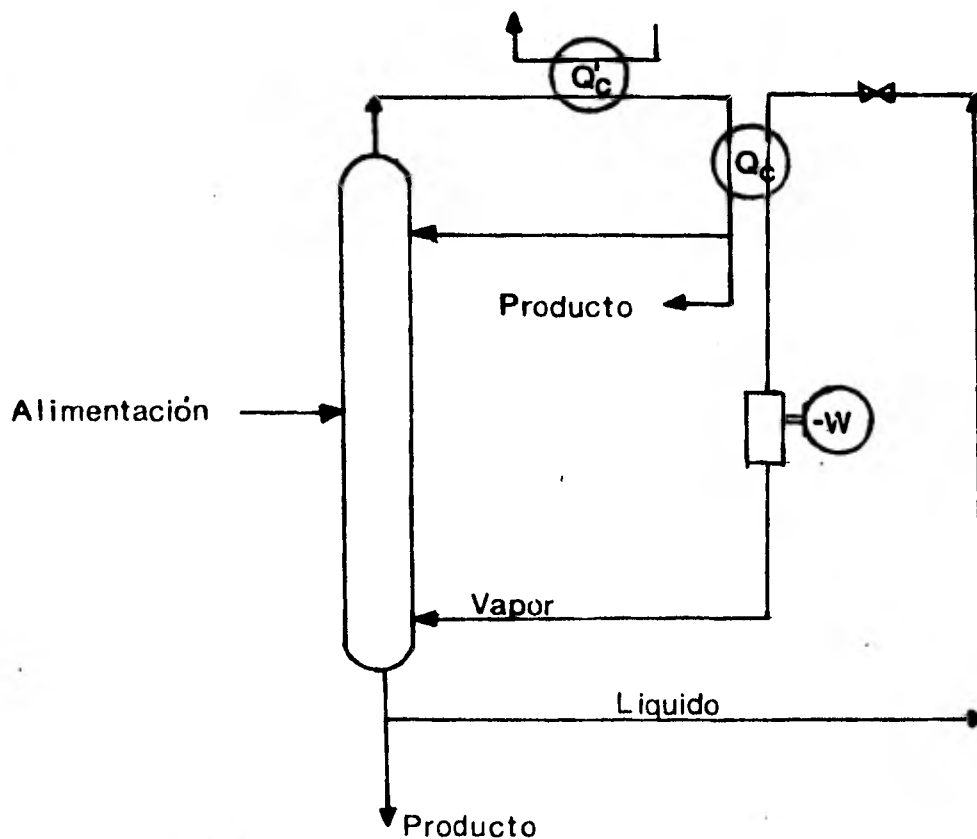 Q'c
Qc
Producto
Alimentación
-W
Vapor
Liquido
Producto